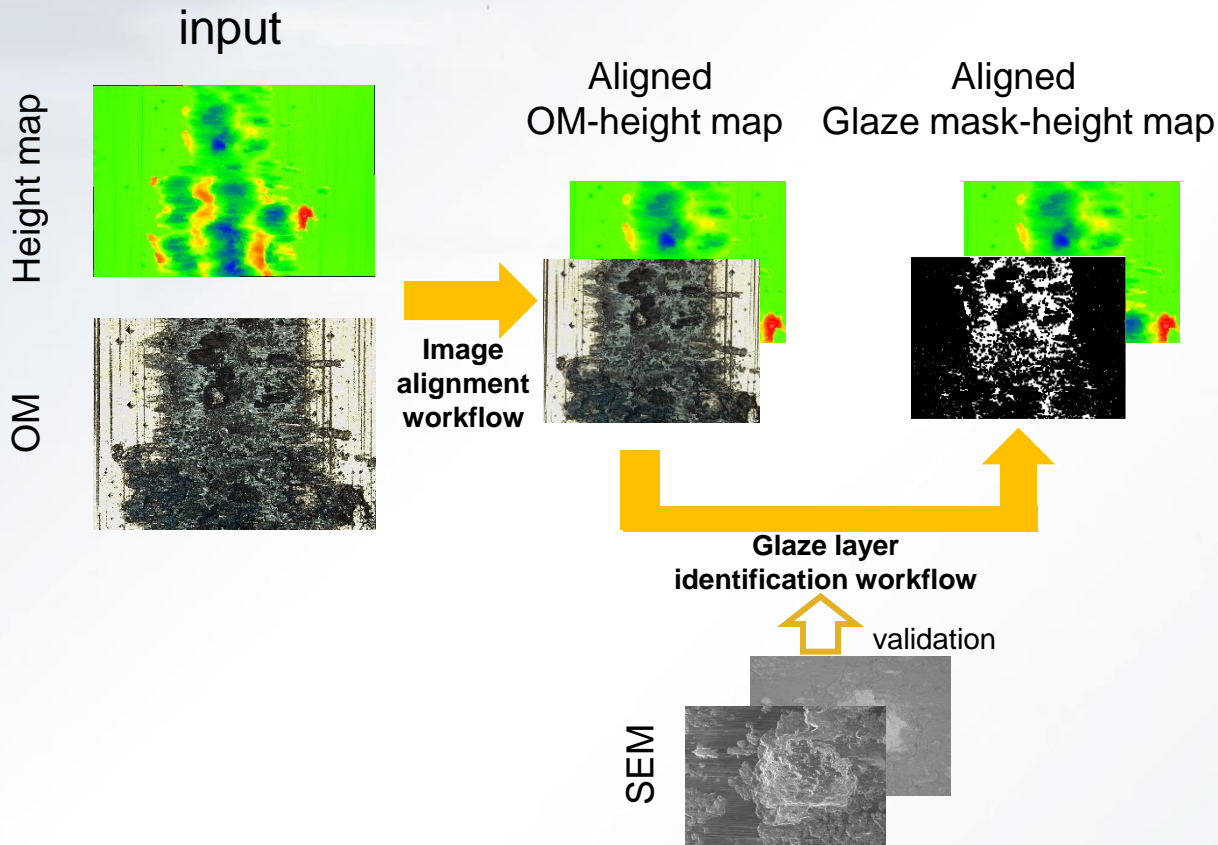 input
Height map
OM
Aligned
OM-height map
Aligned
Glaze mask-height map
Image
alignment
workflow
Glaze layer
identification workflow
validation
SEM